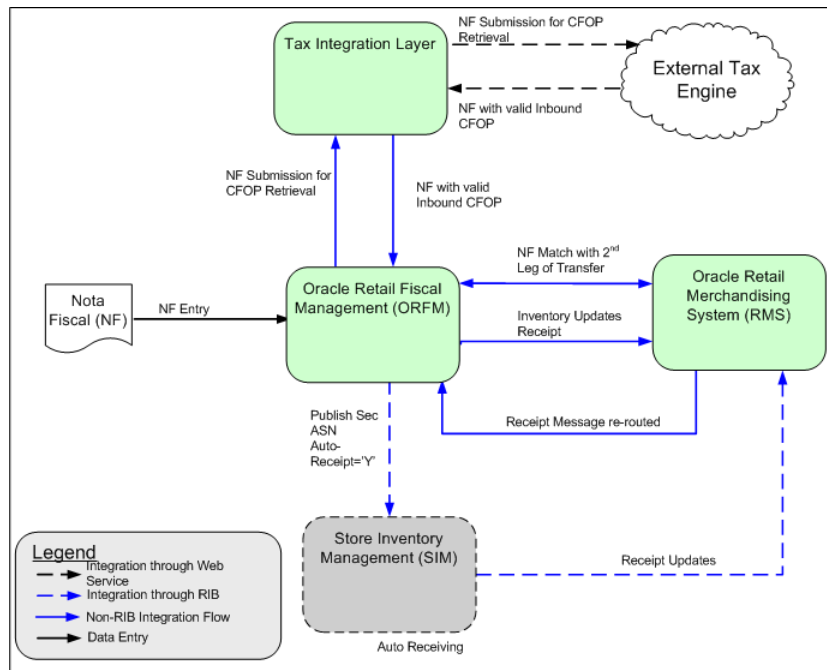 Tax Integration Layer
NF Submission for CFOP
Retrieval
External Tax
Engine
NF with valid Inbound
CFOP
NF Submission for
CFOP Retrieval
NF with valid
Inbound CFOP
Nota
Fiscal (NF)
NF Entry
Oracle Retail Fiscal
Management (ORFM)
NF Match with 2nd
Leg of Transfer
Inventory Updates
Receipt
Oracle Retail
Merchandising
System (RMS)
Receipt Message re-routed
Publish Sec
ASN
Auto-
Receipt='Y'
Store Inventory
Management (SIM)
Receipt Updates
Auto Receiving
Legend
Integration through Web
Service
Integration through RIB
Non-RIB Integration Flow
Data Entry